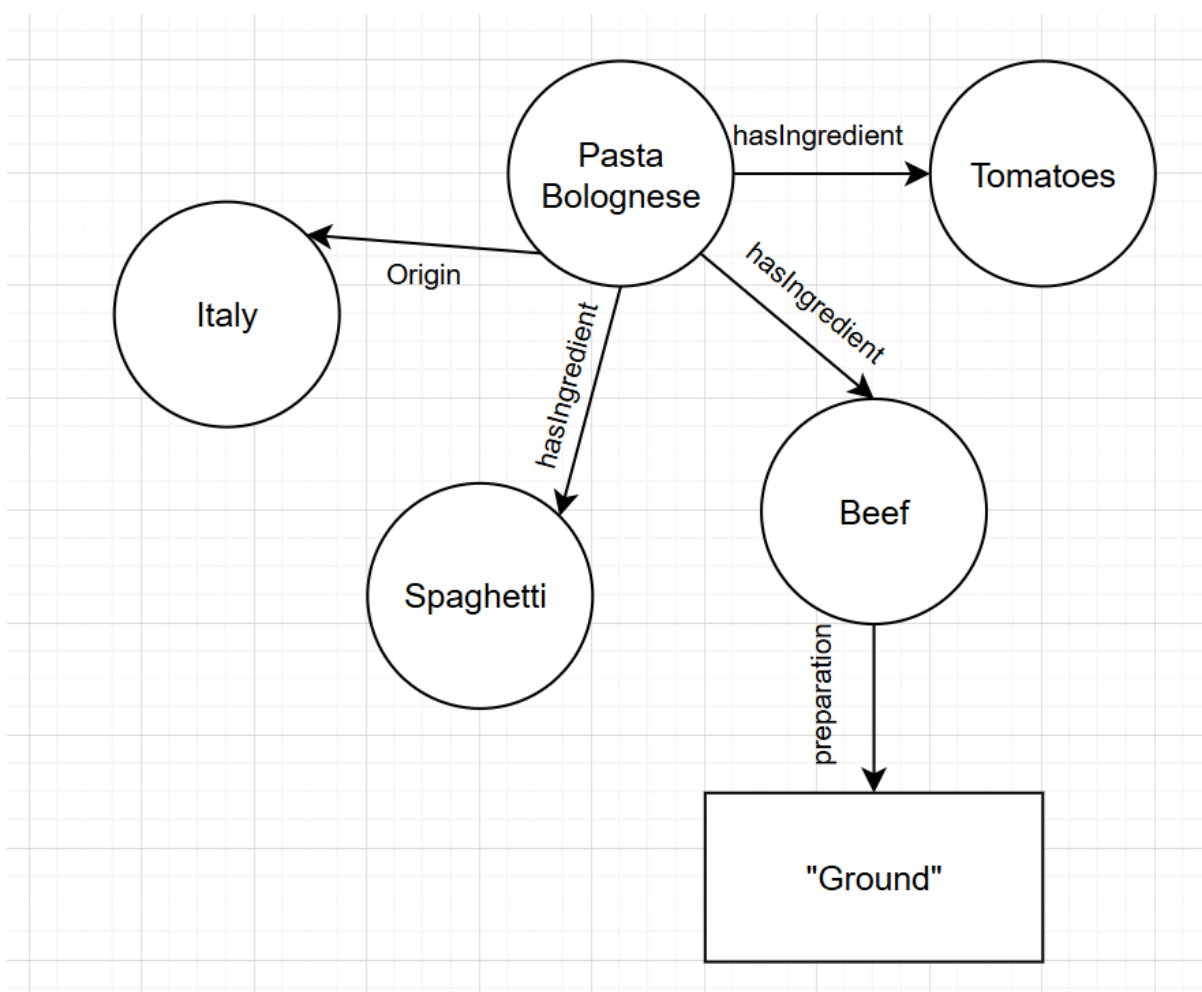 Pasta
Bolognese
hasIngredient
Tomatoes
Origin
Italy
hasIngredient
hasIngredient
Spaghetti
Beef
preparation
"Ground"